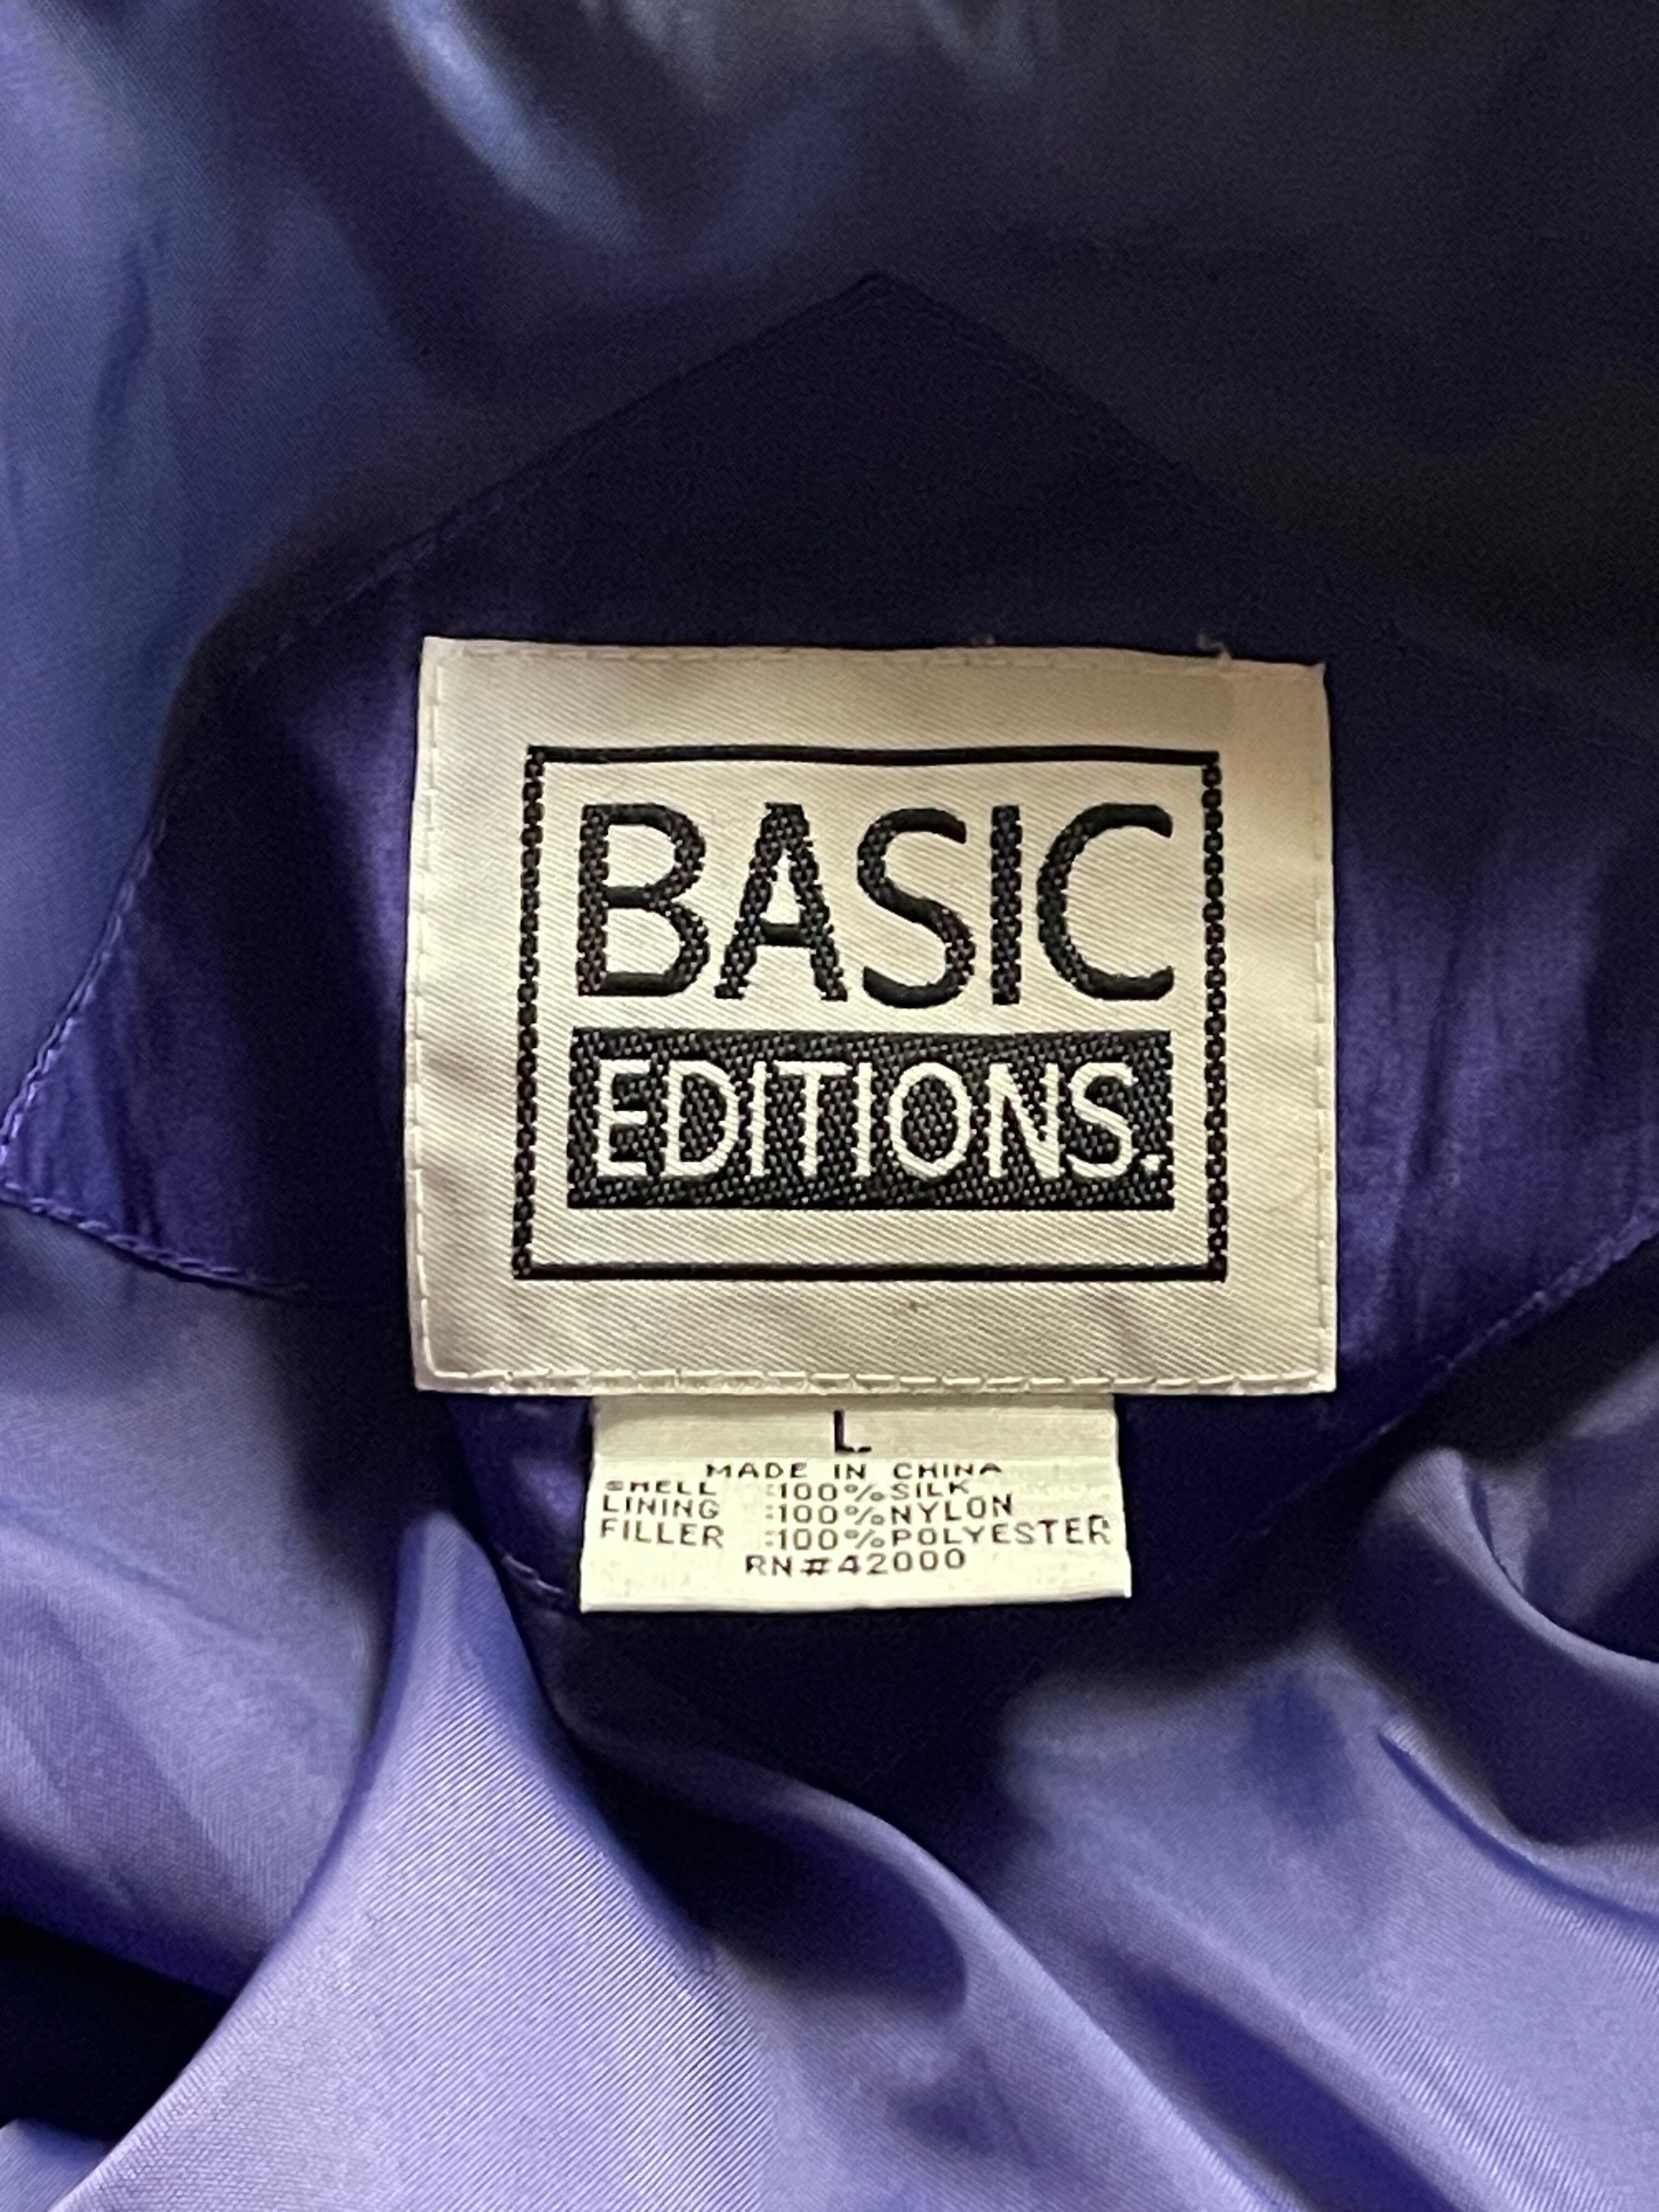 BASIC
EDITIONS.
L
MADE IN CHINA
SHELL :100%SILK
LINING :100%NYLON
FILLER :100%POLYESTER
RN#42000